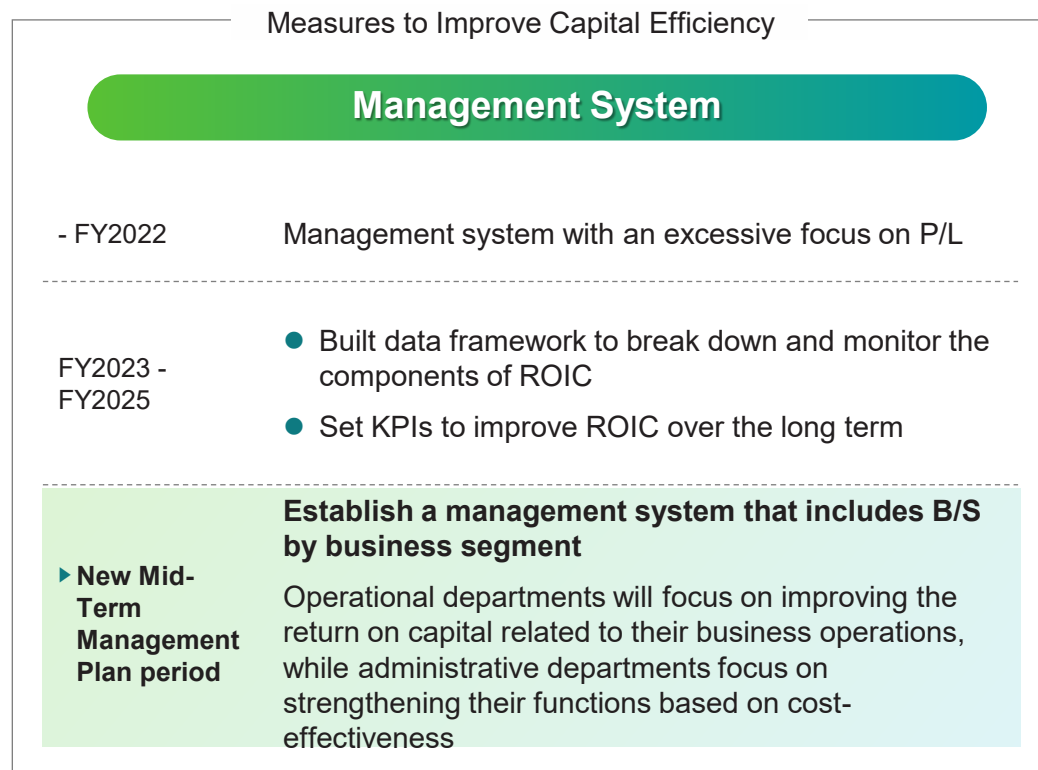 Measures to Improve Capital Efficiency
Management System
- FY2022
Management system with an excessive focus on P/L
FY2023 -
FY2025
● Built data framework to break down and monitor the
components of ROIC
● Set KPIs to improve ROIC over the long term
▶ New Mid-
Term
Management
Plan period
Establish a management system that includes B/S
by business segment
Operational departments will focus on improving the
return on capital related to their business operations,
while administrative departments focus on
strengthening their functions based on cost-
effectiveness